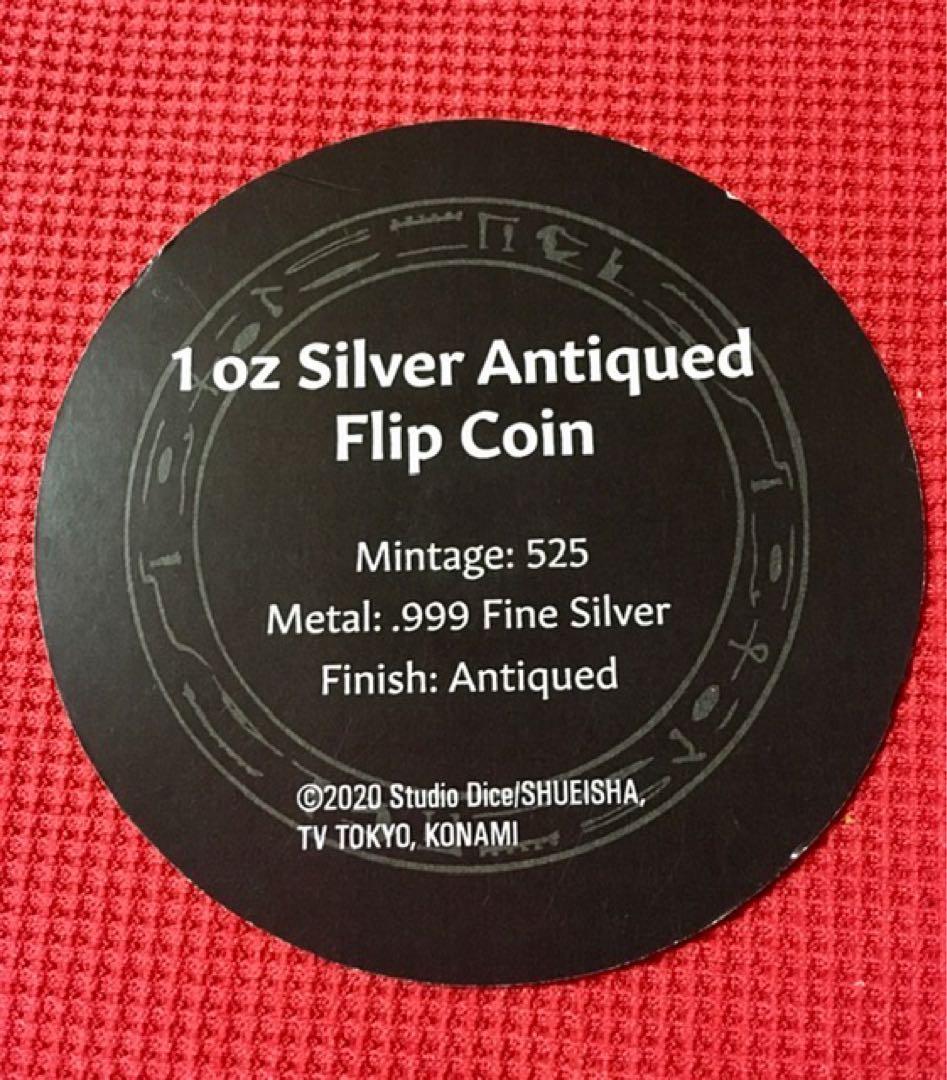 1 oz Silver Antiqued
Flip Coin
Mintage: 525
Metal: .999 Fine Silver
Finish: Antiqued
©2020 Studio Dice/SHUEISHA,
TV TOKYO, KONAMI